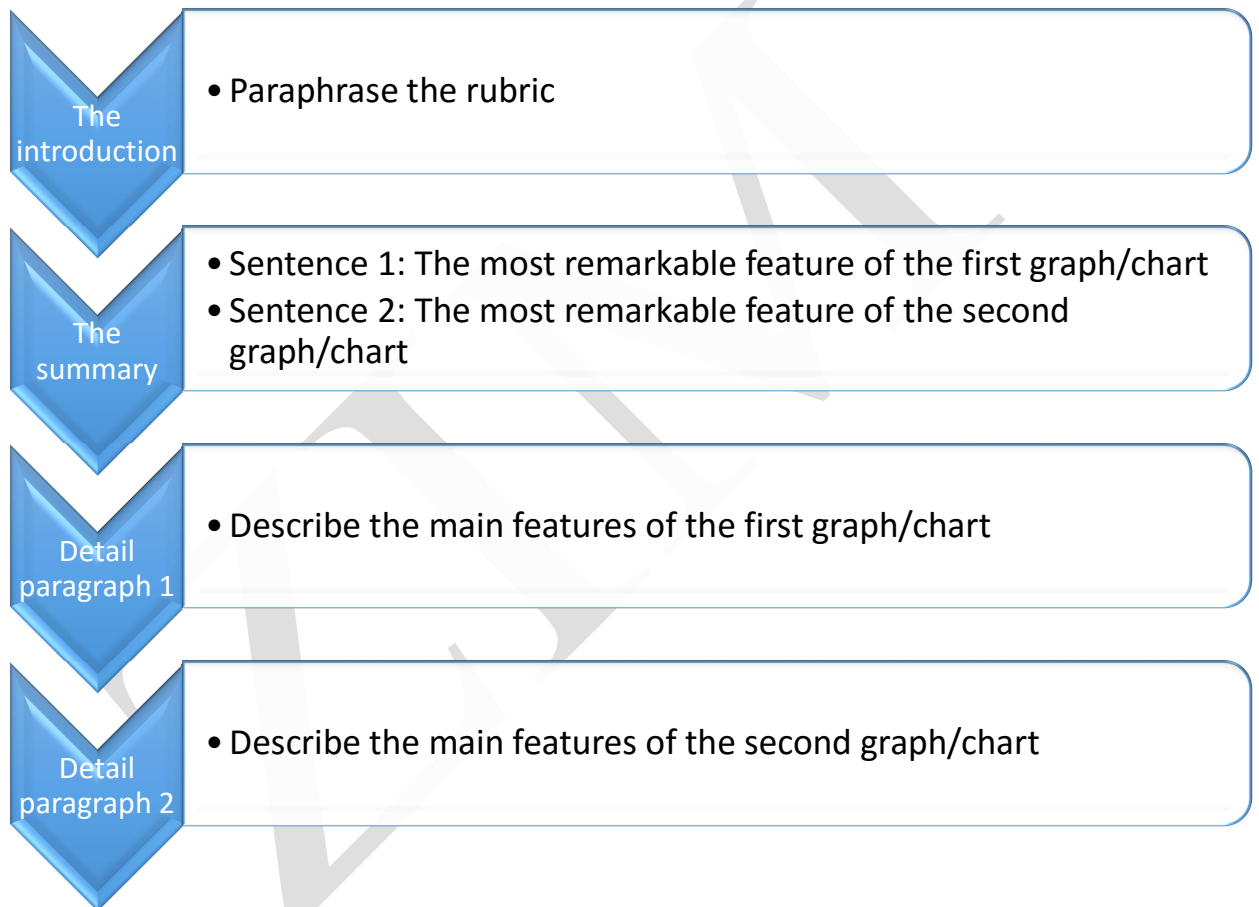 The
introduction
• Paraphrase the rubric
The
summary
• Sentence 1: The most remarkable feature of the first graph/chart
• Sentence 2: The most remarkable feature of the second
graph/chart
Detail
paragraph 1
• Describe the main features of the first graph/chart
Detail
paragraph 2
• Describe the main features of the second graph/chart
ZIM